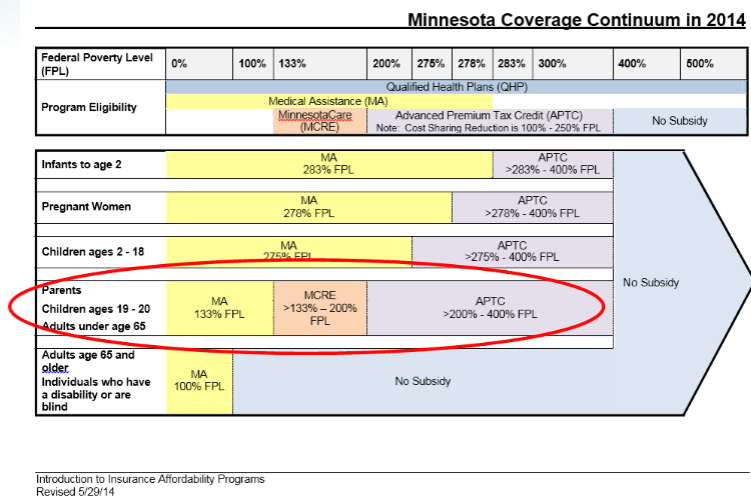 Minnesota Coverage Continuum in 2014
Federal Poverty Level
(FPL)
0%
100%
133%
200%
275%
278%
283%
300%
400%
500%
Program Eligibility
Qualified Health Plans (QHP)
Medical Assistance (MA)
MinnesotaCare
(MCRE)
Advanced Premium Tax Credit (APTC)
Note: Cost Sharing Reduction is 100% - 250% FPL
No Subsidy
Infants to age 2
MA
283% FPL
APTC
>283% - 400% FPL
Pregnant Women
MA
278% FPL
APTC
>278% - 400% FPL
Children ages 2 - 18
MA
275% FPL
APTC
>275% - 400% FPL
No Subsidy
Parents
Children ages 19 - 20
Adults under age 65
MA
133% FPL
MCRE
>133% – 200%
FPL
APTC
>200% - 400% FPL
Adults age 65 and
older
Individuals who have
a disability or are
blind
MA
100% FPL
No Subsidy
Introduction to Insurance Affordability Programs
Revised 5/29/14